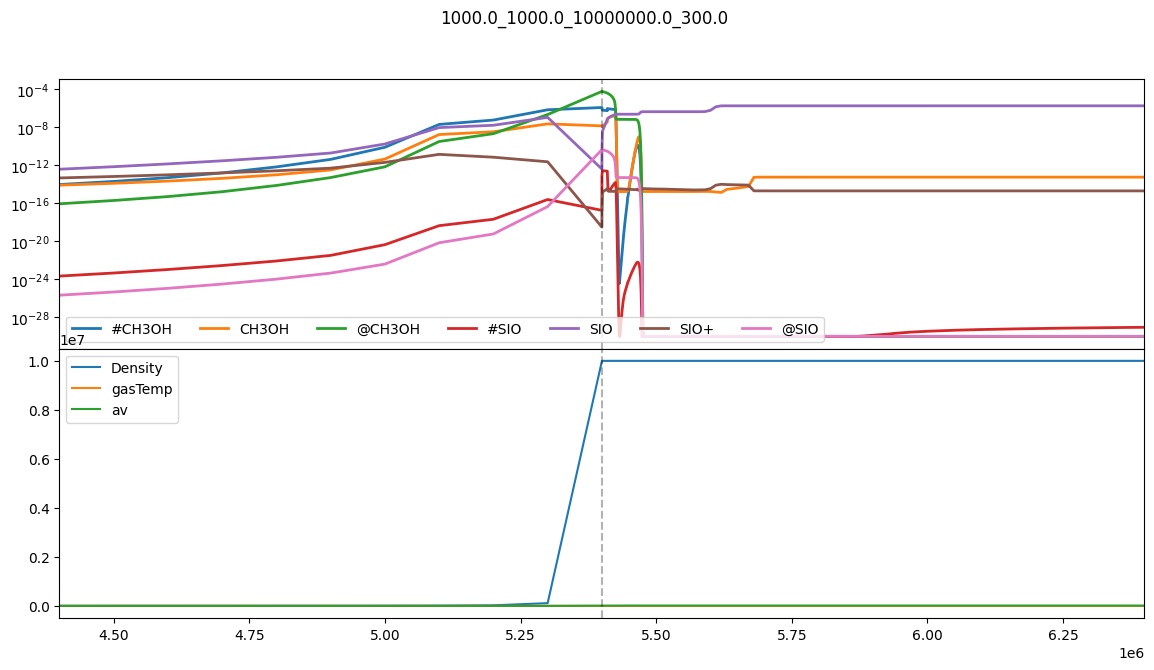 1000.0_1000.0_10000000.0_300.0
10⁻⁴
10⁻⁸
10⁻¹²
10⁻¹⁶
10⁻²⁰
10⁻²⁴
10⁻²⁸
#CH3OH CH3OH @CH3OH #SIO SIO SIO+ @SIO
1e7
Density
gasTemp
av
1.0
0.8
0.6
0.4
0.2
0.0
4.50 4.75 5.00 5.25 5.50 5.75 6.00 6.25
1e6